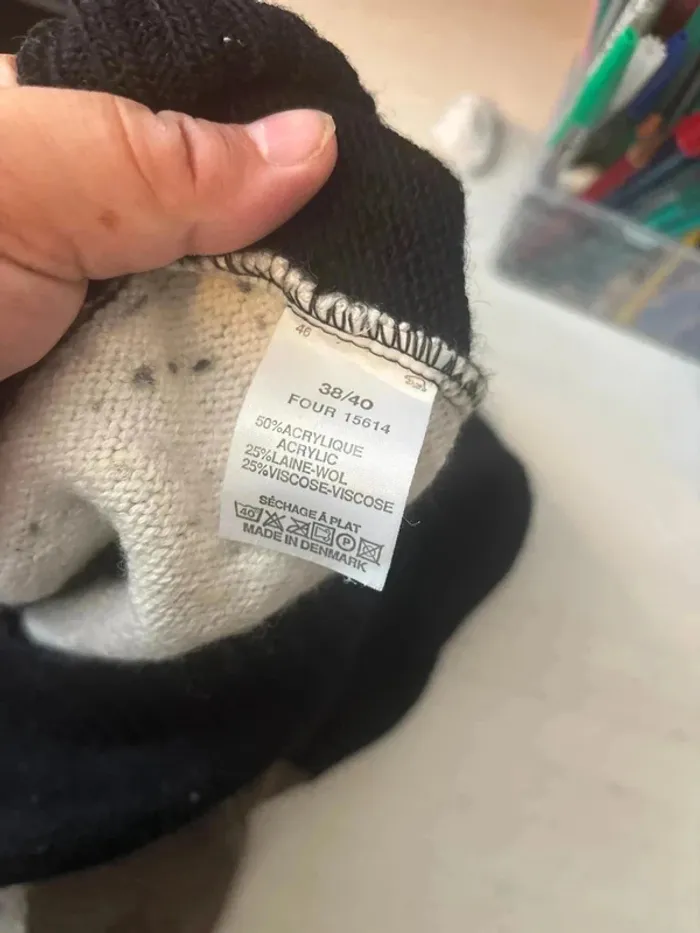 46
38/40
FOUR 15614
50%ACRYLIQUE
ACRYLIC
25%LAINE-WOL
25%VISCOSE-VISCOSE
SÉCHAGE À PLAT
40 P
MADE IN DENMARK